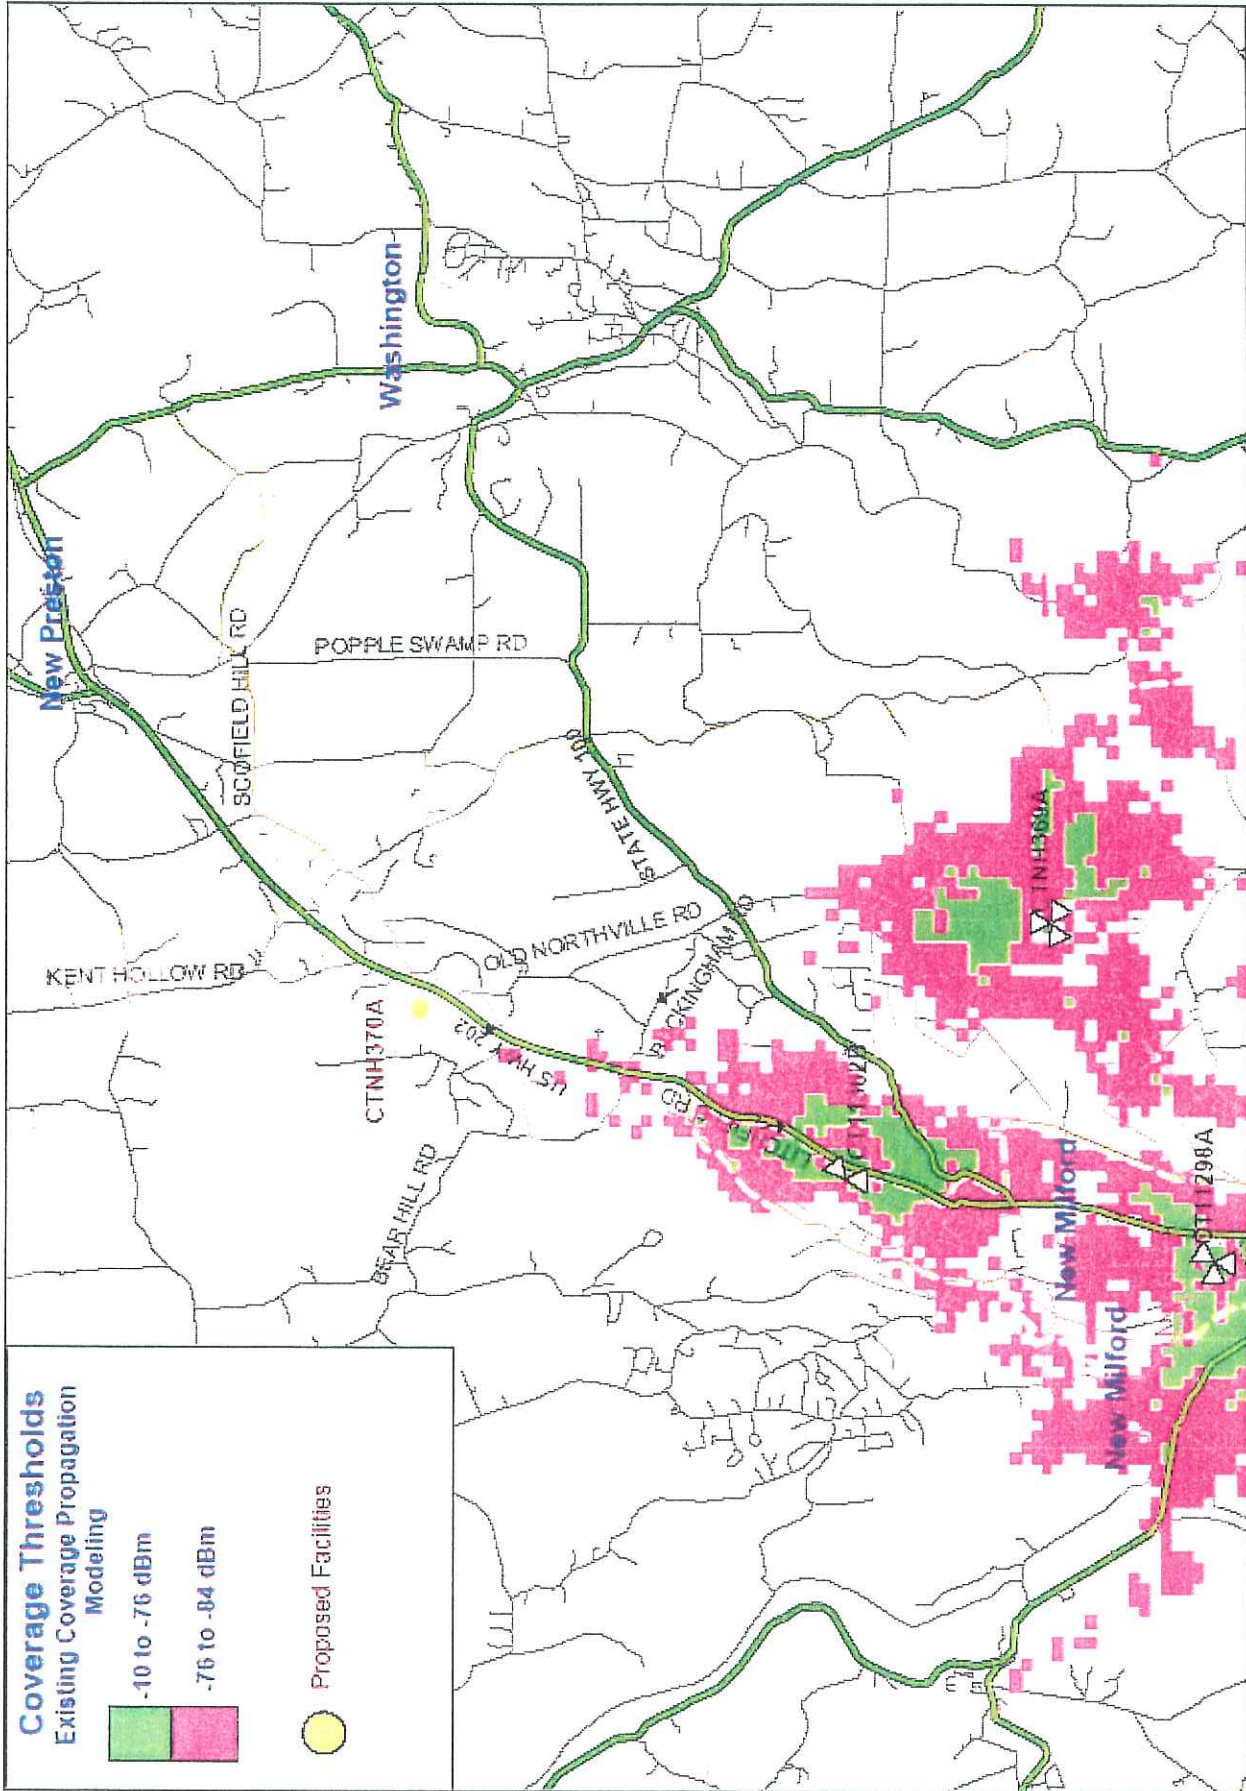 Coverage Thresholds
Existing Coverage Propagation
Modeling
-10 to -76 dBm
-76 to -84 dBm
Proposed Facilities
New Preston
Washington
KENT HOLLOW RD
SCOFIELD HILL RD
POPPLE SWAMP RD
CTNH370A
BEAR HILL RD
US HWY 202
OLD NORTHVILLE RD
STATE HWY 109
RD
New Milford
New Milford
CT11298A